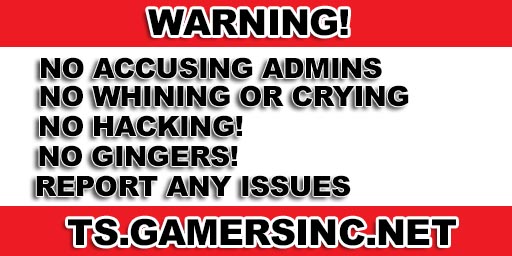 WARNING!
NO ACCUSING ADMINS
NO WHINING OR CRYING
NO HACKING!
NO GINGERS!
REPORT ANY ISSUES
TS.GAMERSINC.NET